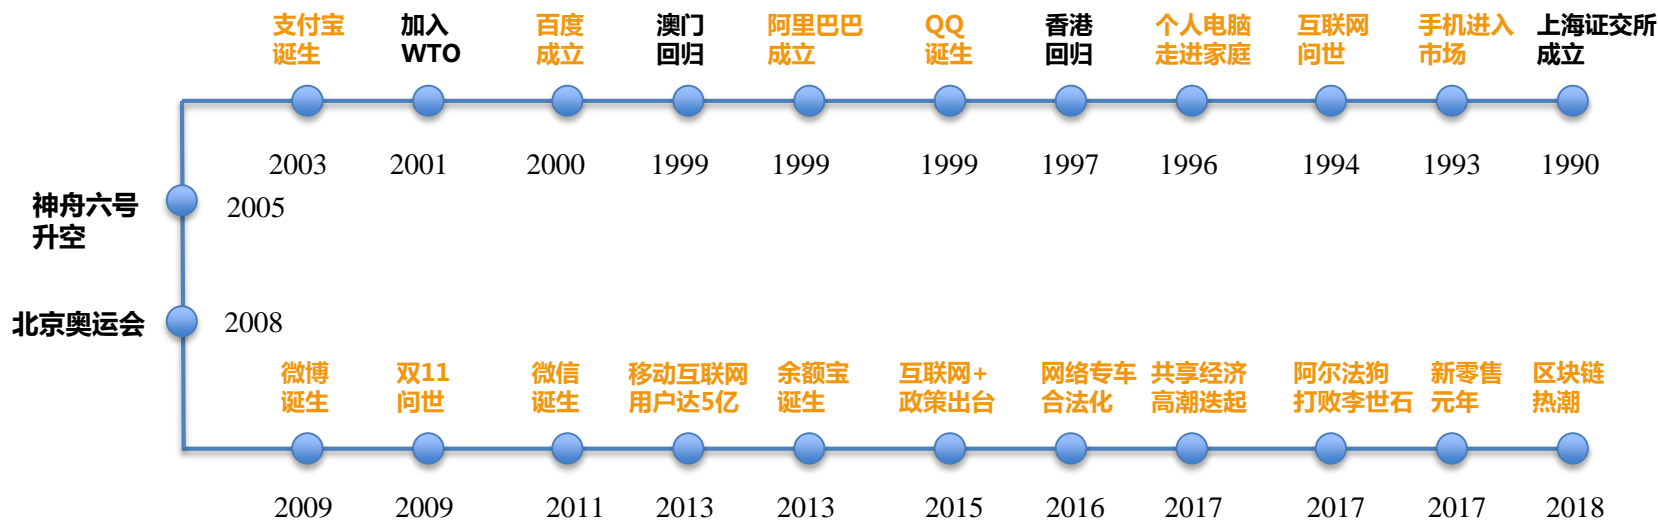 支付宝
诞生
加入
WTO
百度
成立
澳门
回归
阿里巴巴
成立
QQ
诞生
香港
回归
个人电脑
走进家庭
互联网
问世
手机进入
市场
上海证交所
成立
2003
2001
2000
1999
1999
1999
1997
1996
1994
1993
1990
神舟六号
升空
2005
北京奥运会
2008
微博
诞生
双11
问世
微信
诞生
移动互联网
用户达5亿
余额宝
诞生
互联网+
政策出台
网络专车
合法化
共享经济
高潮迭起
阿尔法狗
打败李世石
新零售
元年
区块链
热潮
2009
2009
2011
2013
2013
2015
2016
2017
2017
2017
2018